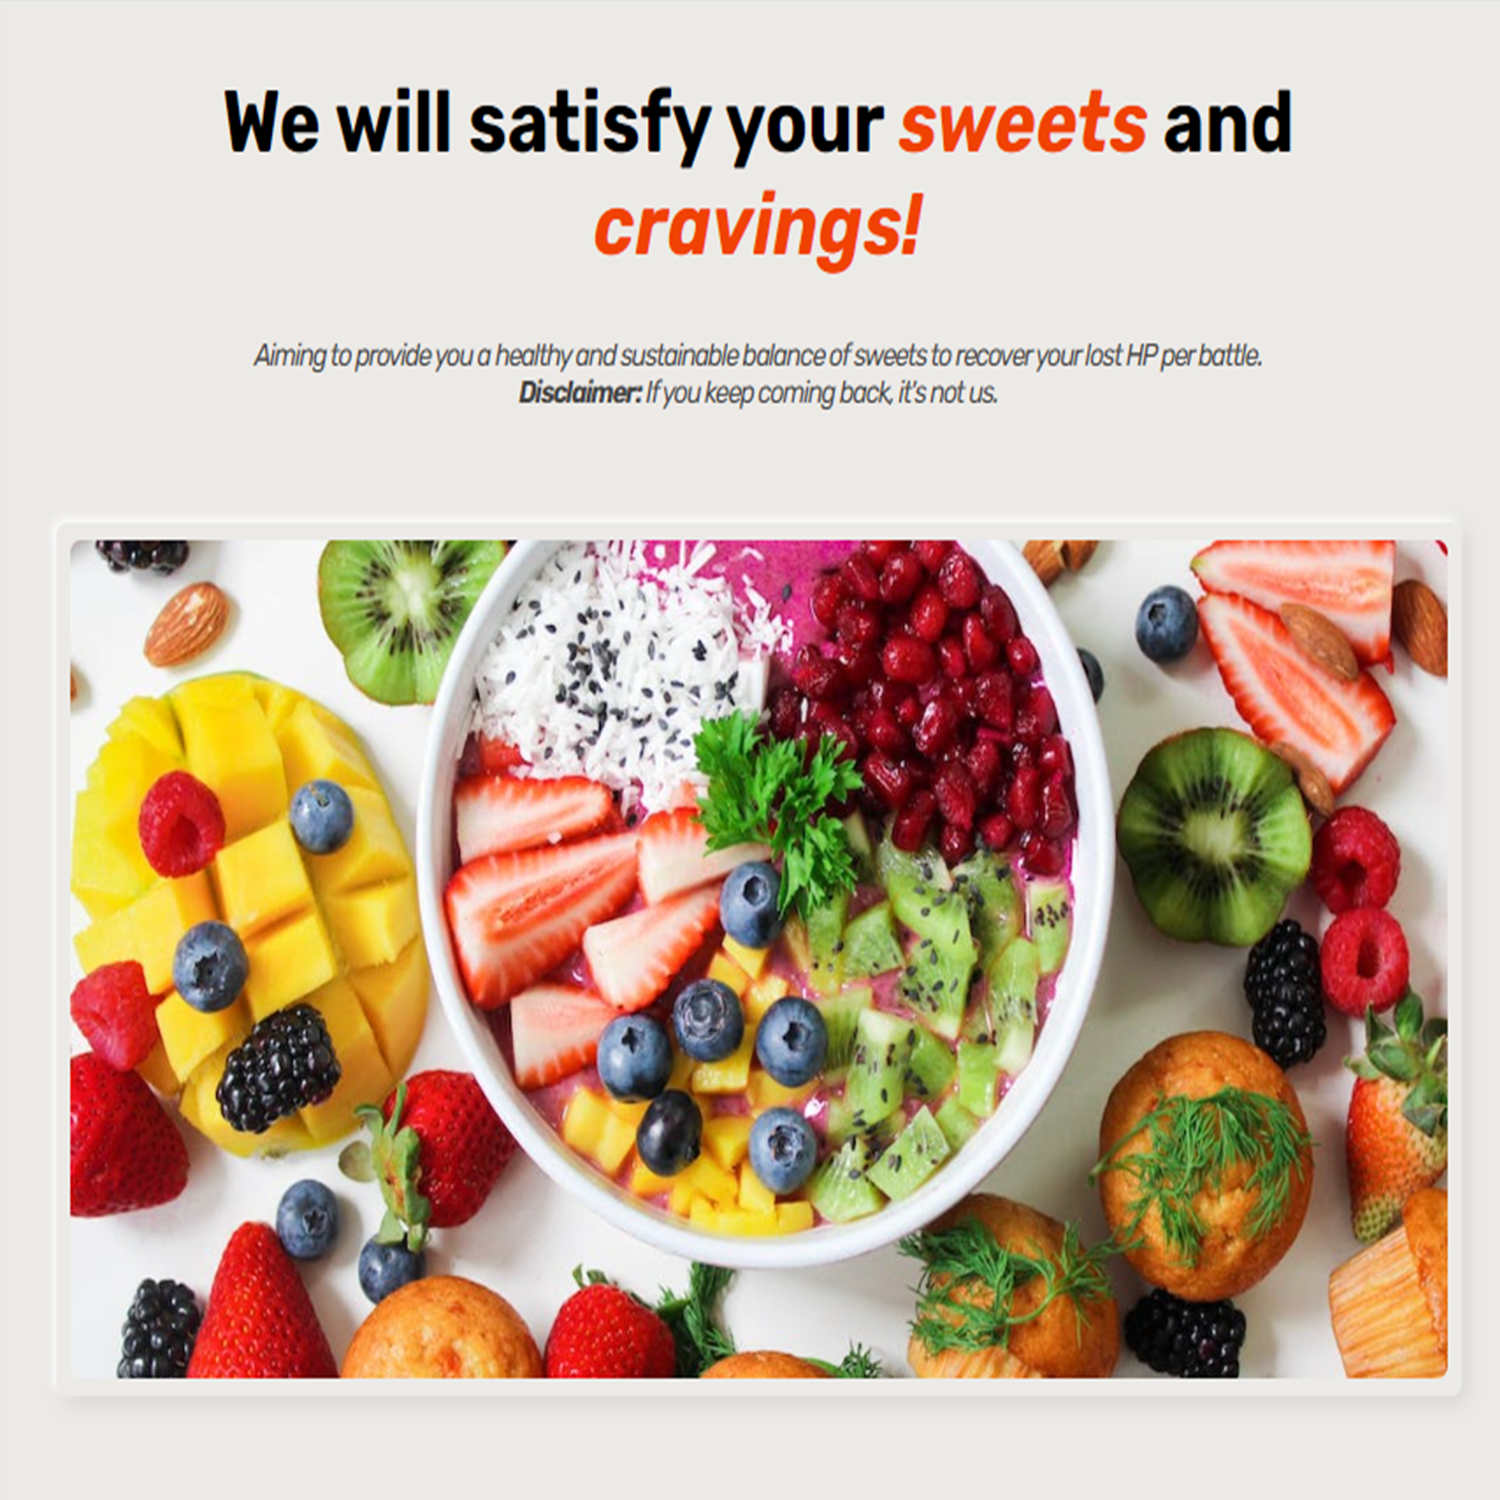 We will satisfy your sweets and
cravings!
Aiming to provide you a healthy and sustainable balance of sweets to recover your lost HP per battle.
Disclaimer: If you keep coming back, it's not us.